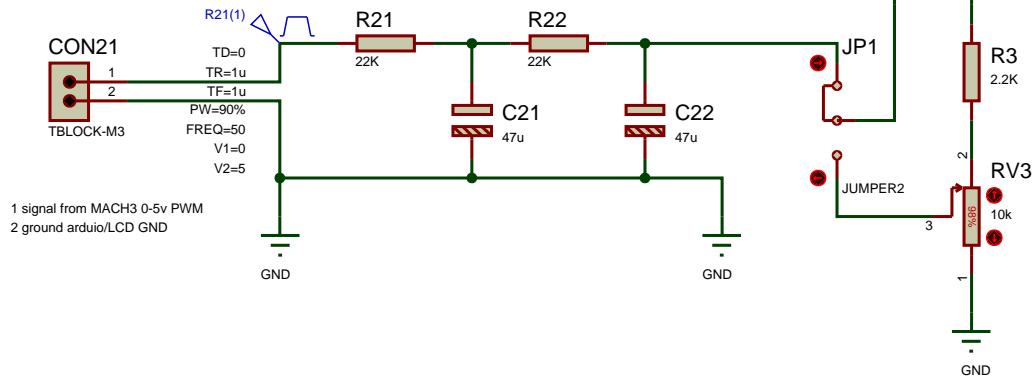 R21(1)
R21
22K
R22
22K
JP1
R3
2.2K
CON21
1
2
TBLOCK-M3
TD=0
TR=1u
TF=1u
PW=90%
FREQ=50
V1=0
V2=5
C21
47u
C22
47u
JUMPER2
2
RV3
98%
10k
3
1
1 signal from MACH3 0-5v PWM
2 ground arduio/LCD GND
GND
GND
GND